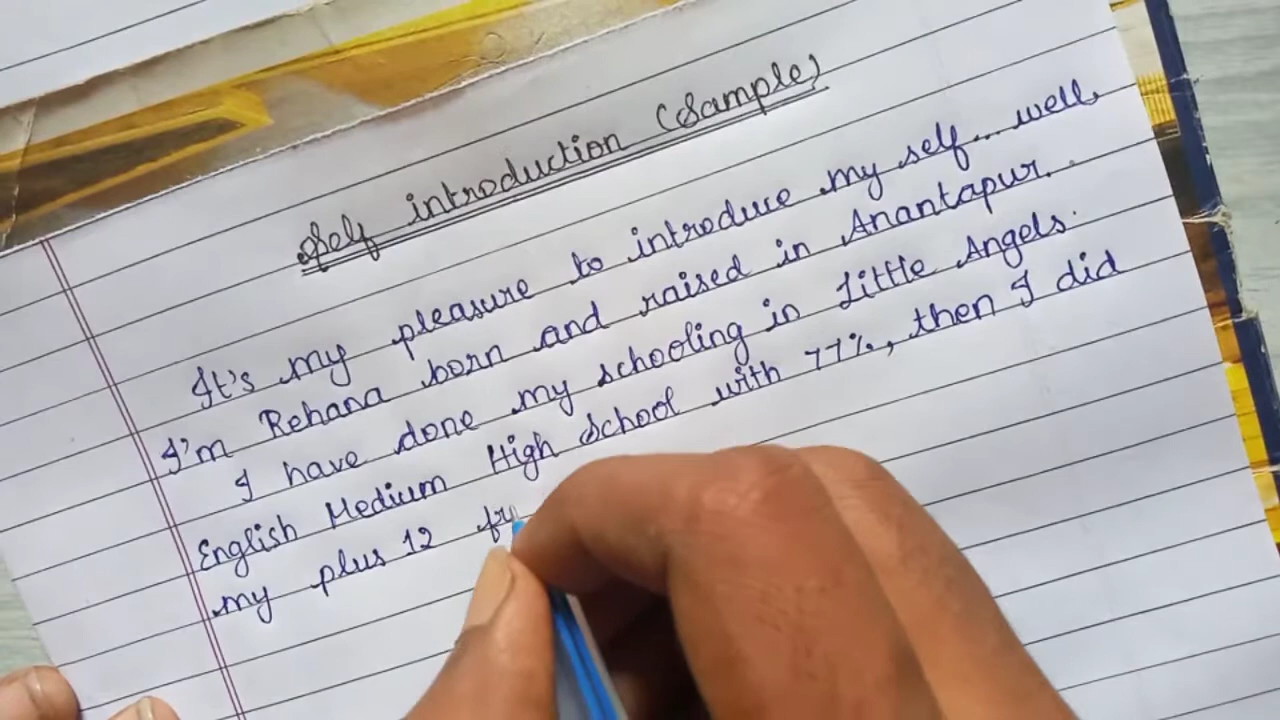 Self introduction (Sample)
It's my pleasure to introduce my self... well,
I'm Rehana born and raised in Anantapur.
I have done my schooling in Little Angels.
English Medium High School with 77%, then I did
my plus 12 fr